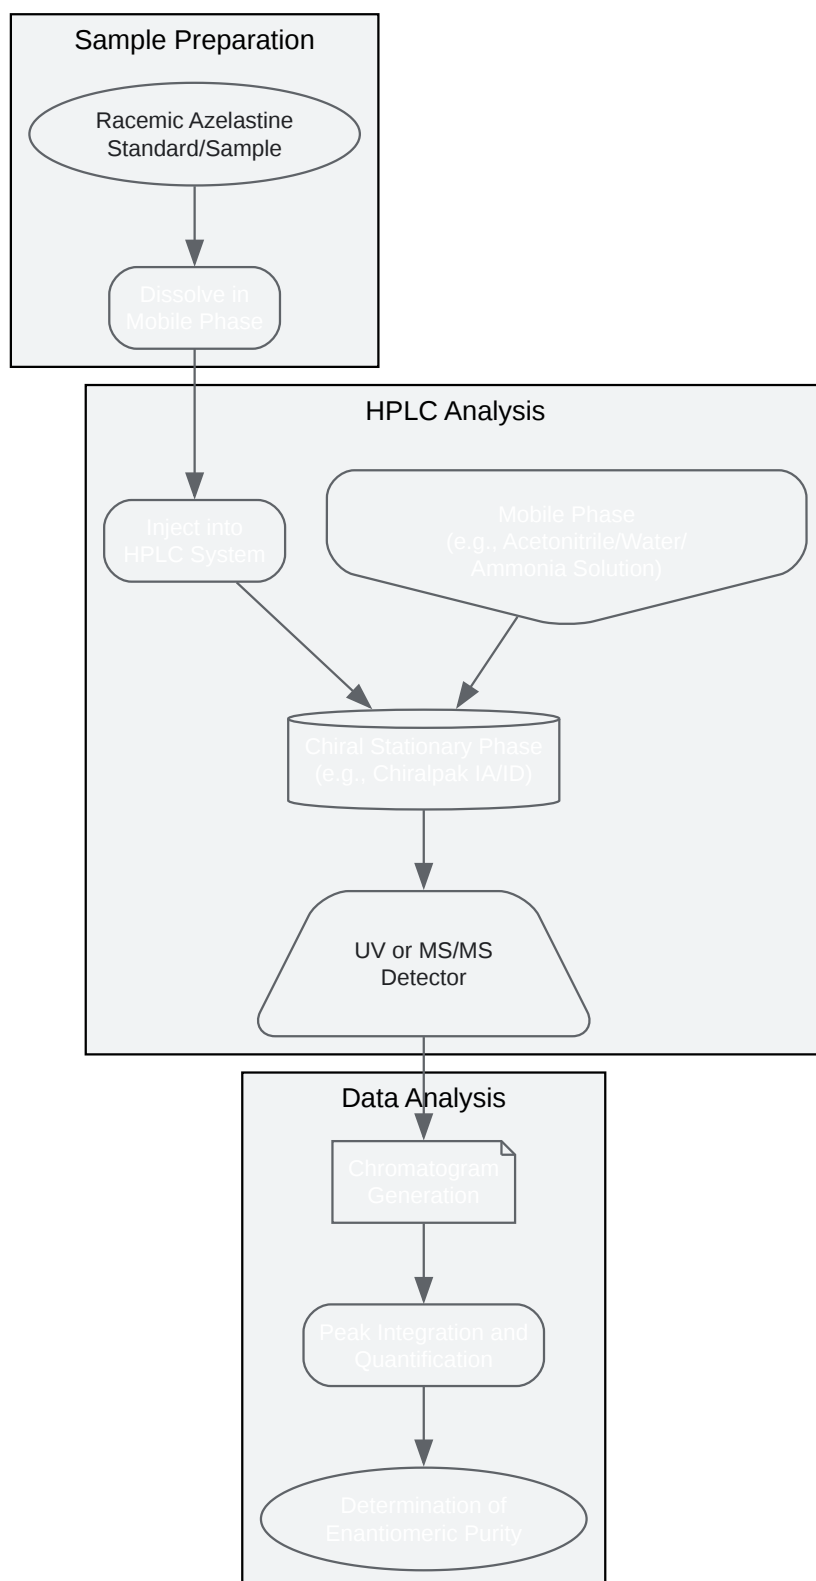 Sample Preparation
Racemic Azelastine
Standard/Sample
Dissolve in
Mobile Phase
HPLC Analysis
Inject into
HPLC System
Mobile Phase
(e.g., Acetonitrile/Water/
Ammonia Solution)
Chiral Stationary Phase
(e.g., Chiralpak IA/ID)
UV or MS/MS
Detector
Data Analysis
Chromatogram
Generation
Peak Integration and
Quantification
Determination of
Enantiomeric Purity